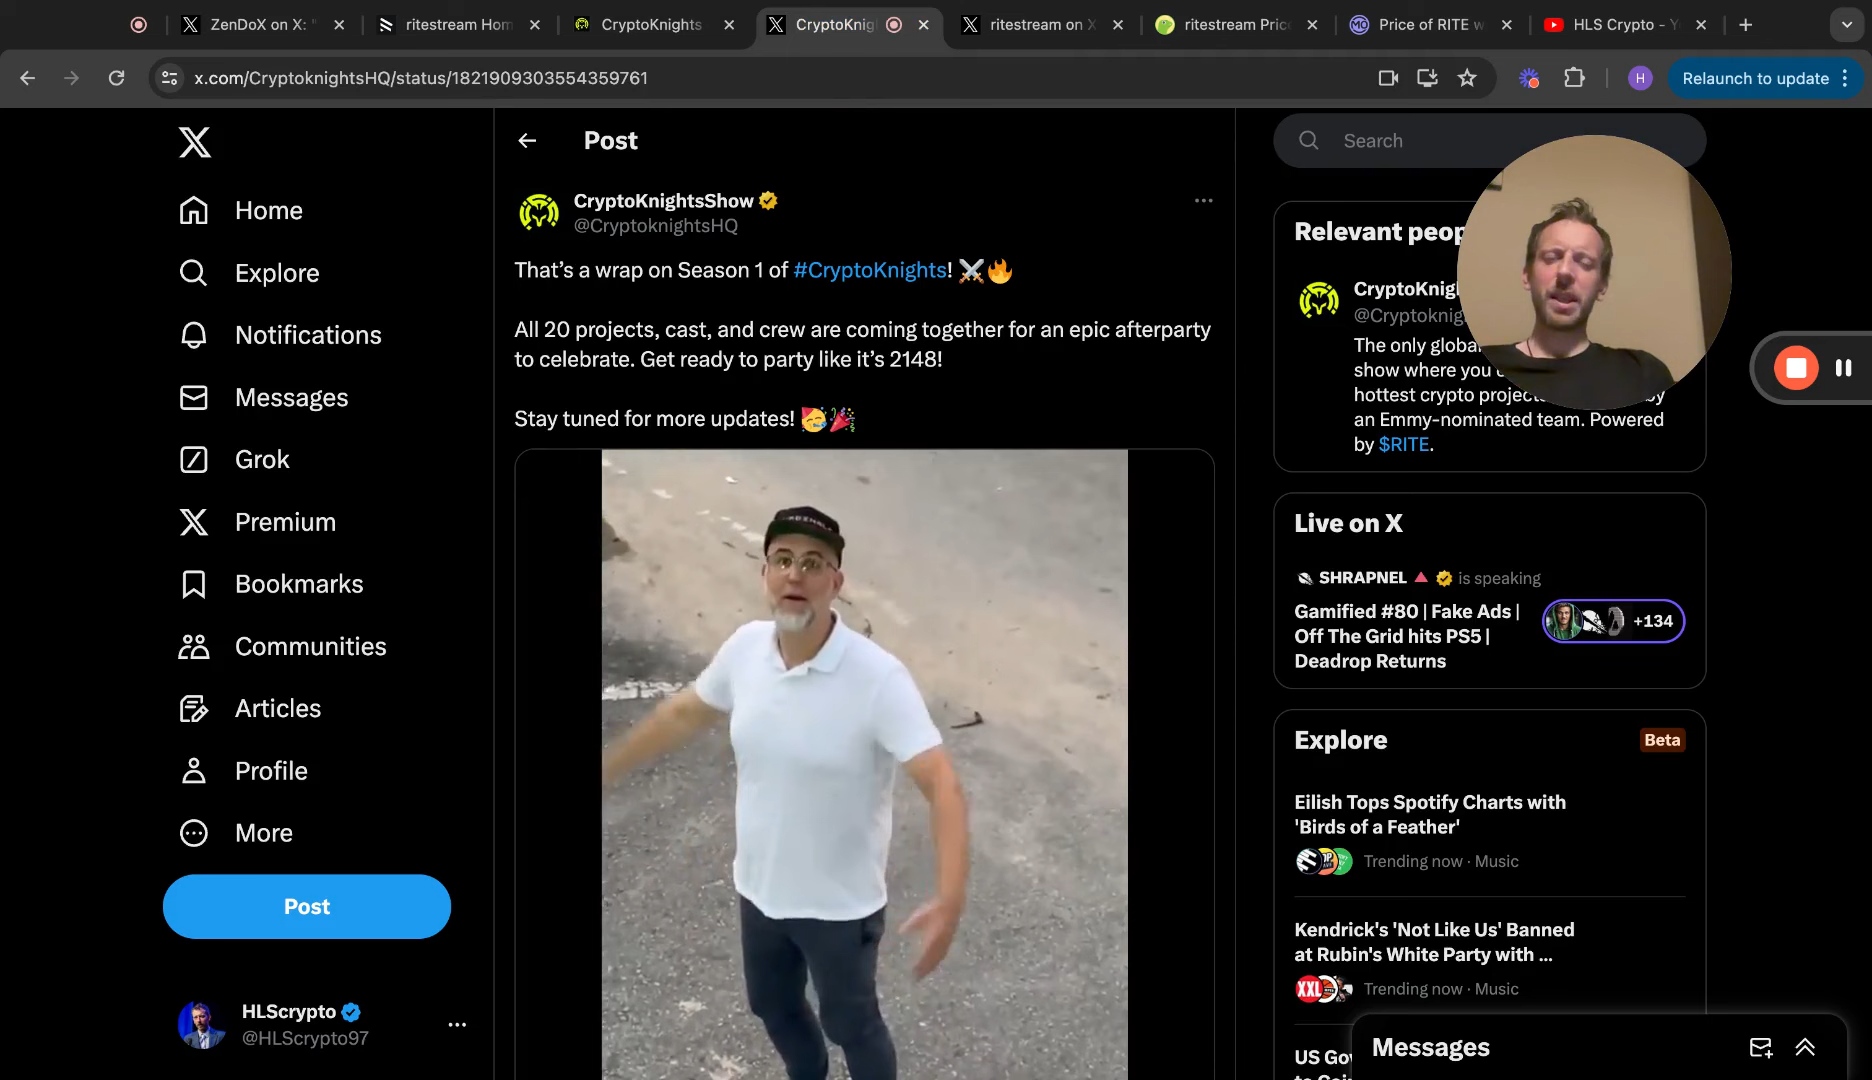 ZenDoX on X: "
ritestream Hom
CryptoKnights
CryptoKnig
ritestream on X
ritestream Pric
Price of RITE w
HLS Crypto - Y
x.com/CryptoknightsHQ/status/1821909303554359761
H
Relaunch to update
Home
Explore
Notifications
Messages
Grok
Premium
Bookmarks
Communities
Articles
Profile
More
Post
HLScrypto
@HLScrypto97
Post
CryptoKnightsShow
@CryptoknightsHQ
That's a wrap on Season 1 of #CryptoKnights! ⚔️🔥
All 20 projects, cast, and crew are coming together for an epic afterparty
to celebrate. Get ready to party like it's 2148!
Stay tuned for more updates! 🥳🎉
Search
Relevant peop
CryptoKnigh
@Cryptoknig
The only global
show where you
hottest crypto project by
an Emmy-nominated team. Powered
by $RITE.
Live on X
SHRAPNEL is speaking
Gamified #80 | Fake Ads |
Off The Grid hits PS5 |
Deadrop Returns
+134
Explore
Beta
Eilish Tops Spotify Charts with
'Birds of a Feather'
Trending now · Music
Kendrick's 'Not Like Us' Banned
at Rubin's White Party with ...
XXL
Trending now · Music
US Gov
Messages